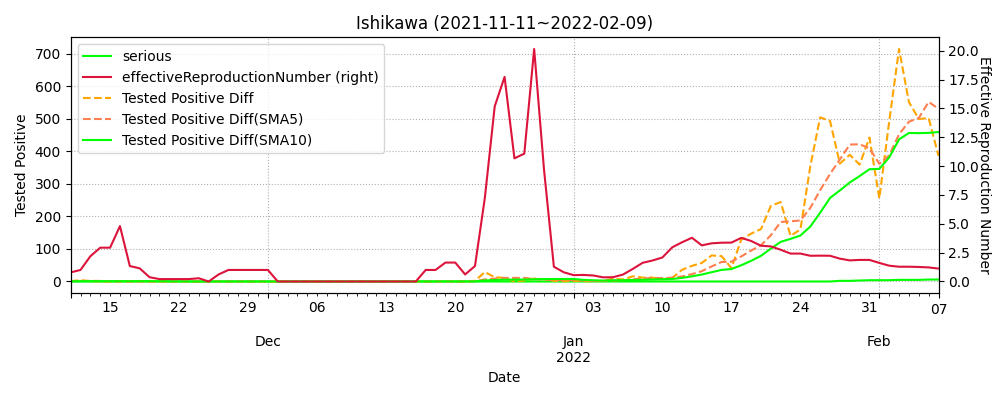 Ishikawa (2021-11-11~2022-02-09)
serious
effectiveReproductionNumber (right)
Tested Positive Diff
Tested Positive Diff(SMA5)
Tested Positive Diff(SMA10)
Tested Positive
700
600
500
400
300
200
100
0
Effective Reproduction Number
20.0
17.5
15.0
12.5
10.0
7.5
5.0
2.5
0.0
15 22 29 06 13 20 27 03 10 17 24 31 07
Dec Jan Feb
2022
Date